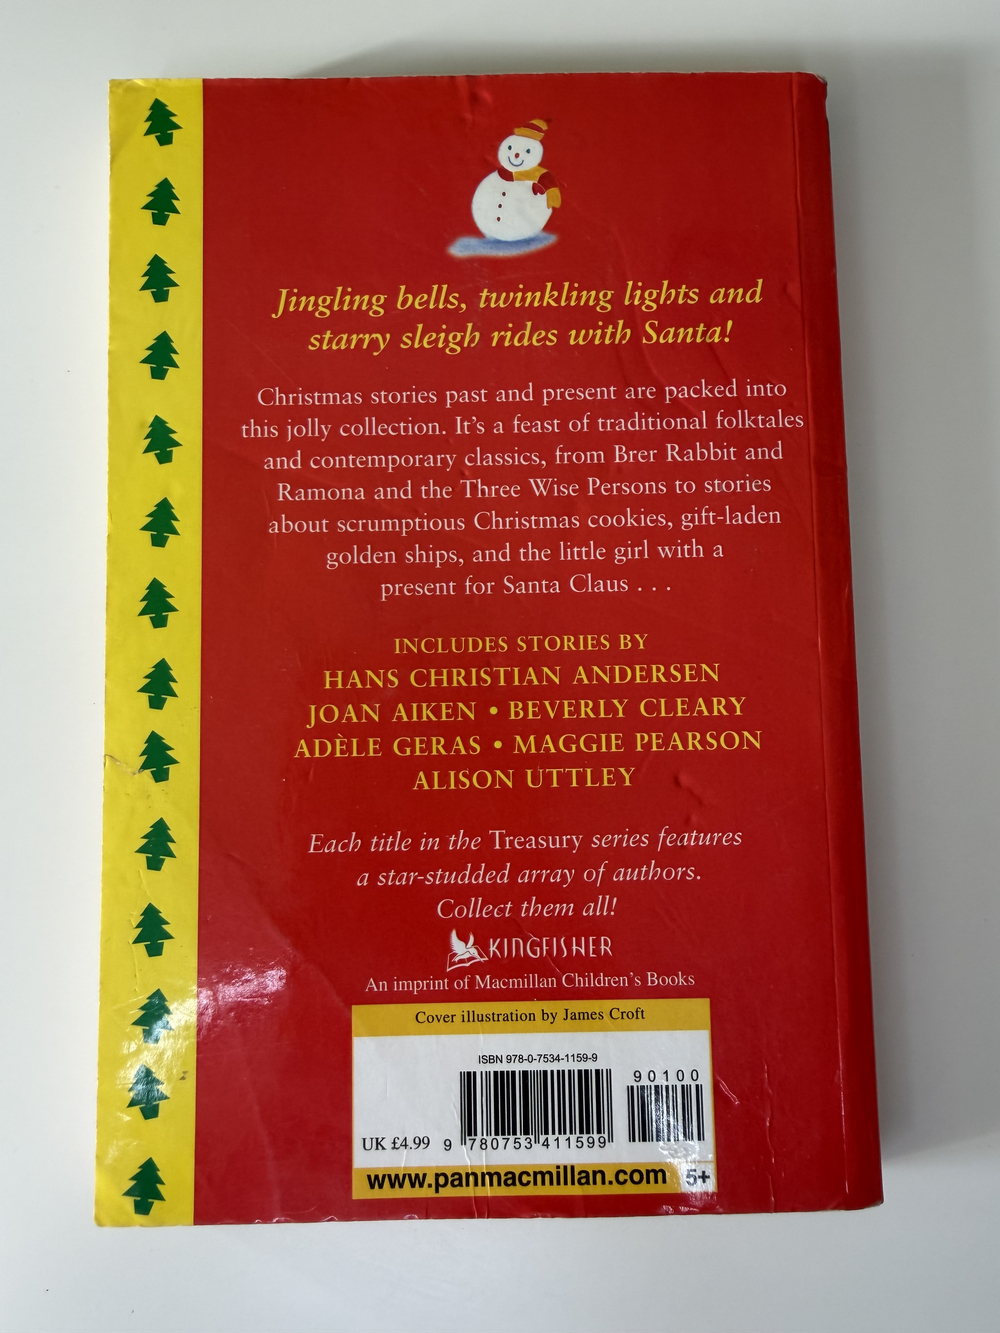 Jingling bells, twinkling lights and
starry sleigh rides with Santa!
Christmas stories past and present are packed into
this jolly collection. It's a feast of traditional folktales
and contemporary classics, from Brer Rabbit and
Ramona and the Three Wise Persons to stories
about scrumptious Christmas cookies, gift-laden
golden ships, and the little girl with a
present for Santa Claus . . .
INCLUDES STORIES BY
HANS CHRISTIAN ANDERSEN
JOAN AIKEN • BEVERLY CLEARY
ADÈLE GERAS • MAGGIE PEARSON
ALISON UTTLEY
Each title in the Treasury series features
a star-studded array of authors.
Collect them all!
KINGFISHER
An imprint of Macmillan Children's Books
Cover illustration by James Croft
ISBN 978-0-7534-1159-9
90100
UK £4.99 9 780753 411599
www.panmacmillan.com 5+